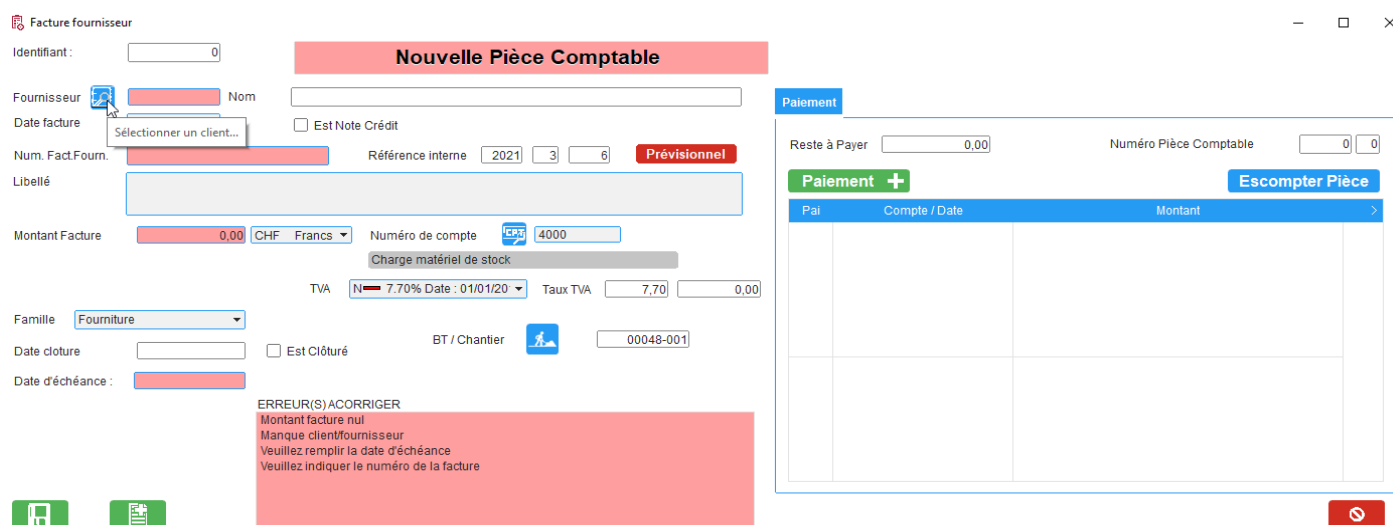 Facture fournisseur
Identifiant : 0
Nouvelle Pièce Comptable
Fournisseur Nom
Date facture
Sélectionner un client...
Est Note Crédit
Num. Fact.Fourn.
Référence interne 2021 3 6 Prévisionnel
Libellé
Montant Facture 0,00 CHF Francs Numéro de compte CPT 4000
Charge matériel de stock
TVA N 7.70% Date : 01/01/20 Taux TVA 7,70 0,00
Famille Fourniture
BT / Chantier 00048-001
Date cloture Est Clôturé
Date d'échéance :
ERREUR(S) ACORRIGER
Montant facture nul
Manque client/fournisseur
Veuillez remplir la date d'échéance
Veuillez indiquer le numéro de la facture
Paiement
Reste à Payer 0,00 Numéro Pièce Comptable 0 0
Paiement + Escompter Pièce
Pai Compte / Date Montant